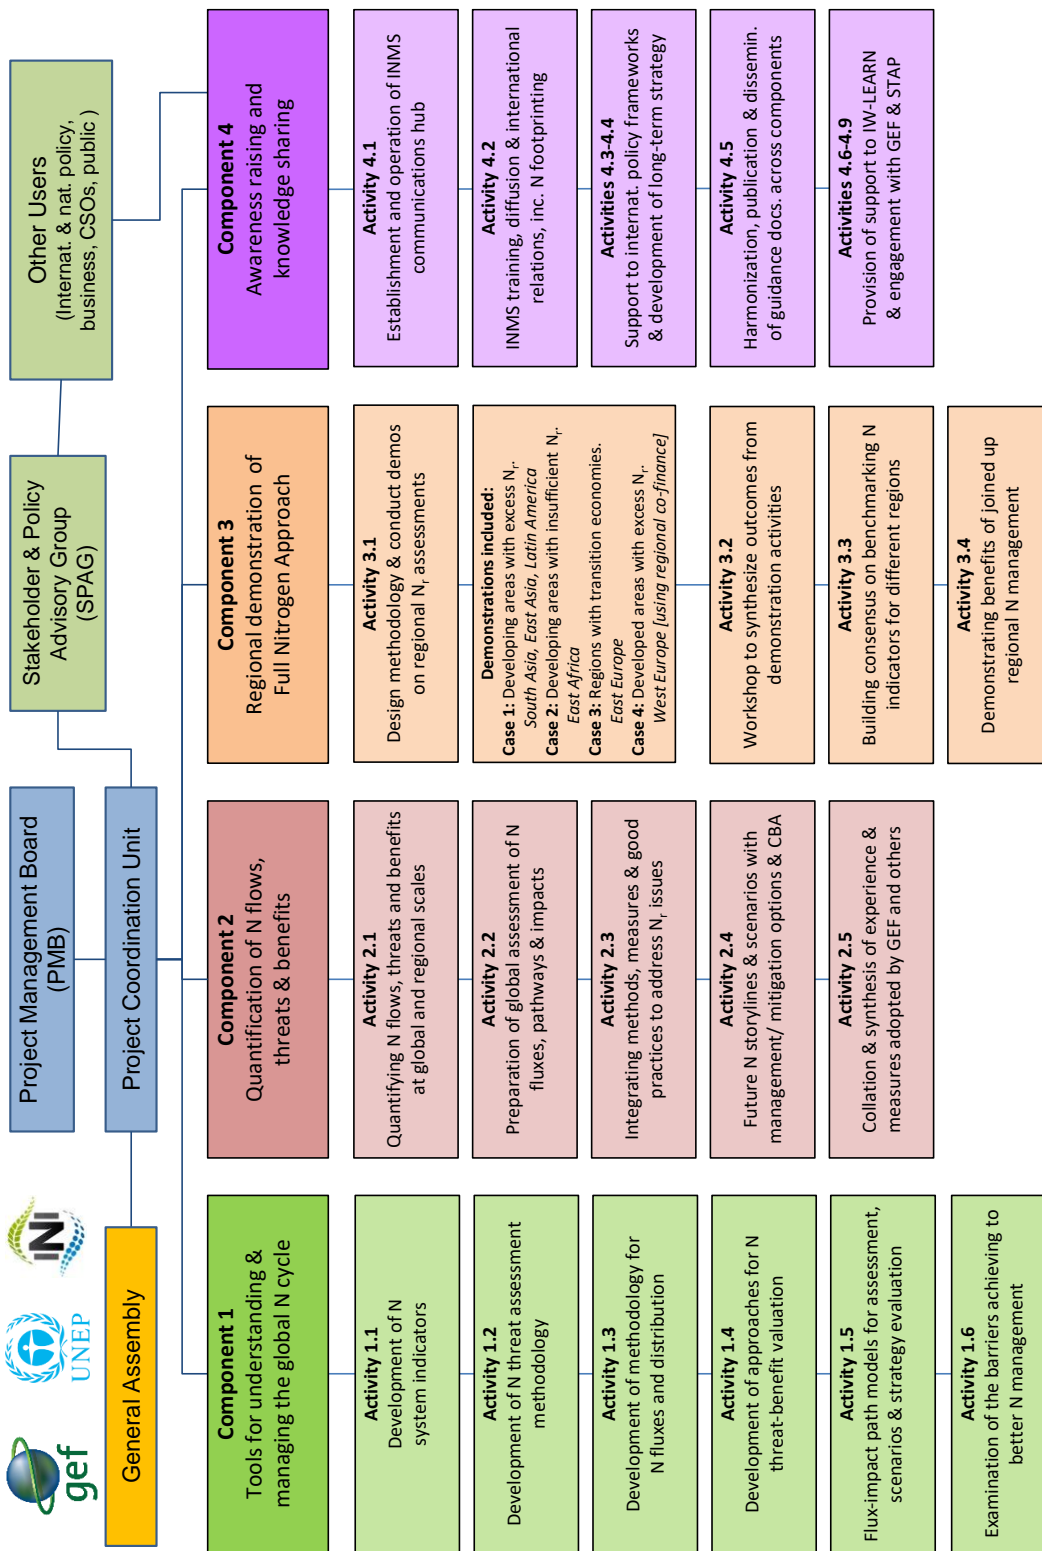 gef
UNEP
INI
General Assembly
Project Management Board
(PMB)
Project Coordination Unit
Stakeholder & Policy
Advisory Group
(SPAG)
Other Users
(Internat. & nat. policy,
business, CSOs, public )
Component 1
Tools for understanding &
managing the global N cycle
Activity 1.1
Development of N
system indicators
Activity 1.2
Development of N threat assessment
methodology
Activity 1.3
Development of methodology for
N fluxes and distribution
Activity 1.4
Development of approaches for N
threat-benefit valuation
Activity 1.5
Flux-impact path models for assessment,
scenarios & strategy evaluation
Activity 1.6
Examination of the barriers achieving to
better N management
Component 2
Quantification of N flows,
threats & benefits
Activity 2.1
Quantifying N flows, threats and benefits
at global and regional scales
Activity 2.2
Preparation of global assessment of N
fluxes, pathways & impacts
Activity 2.3
Integrating methods, measures & good
practices to address Nr issues
Activity 2.4
Future N storylines & scenarios with
management/ mitigation options & CBA
Activity 2.5
Collation & synthesis of experience &
measures adopted by GEF and others
Component 3
Regional demonstration of
Full Nitrogen Approach
Activity 3.1
Design methodology & conduct demos
on regional Nr assessments
Demonstrations included:
Case 1: Developing areas with excess Nr.
South Asia, East Asia, Latin America
Case 2: Developing areas with insufficient Nr.
East Africa
Case 3: Regions with transition economies.
East Europe
Case 4: Developed areas with excess Nr.
West Europe [using regional co-finance]
Activity 3.2
Workshop to synthesize outcomes from
demonstration activities
Activity 3.3
Building consensus on benchmarking N
indicators for different regions
Activity 3.4
Demonstrating benefits of joined up
regional N management
Component 4
Awareness raising and
knowledge sharing
Activity 4.1
Establishment and operation of INMS
communications hub
Activity 4.2
INMS training, diffusion & international
relations, inc. N footprinting
Activities 4.3-4.4
Support to internat. policy frameworks
& development of long-term strategy
Activity 4.5
Harmonization, publication & dissemin.
of guidance docs. across components
Activities 4.6-4.9
Provision of support to IW-LEARN
& engagement with GEF & STAP